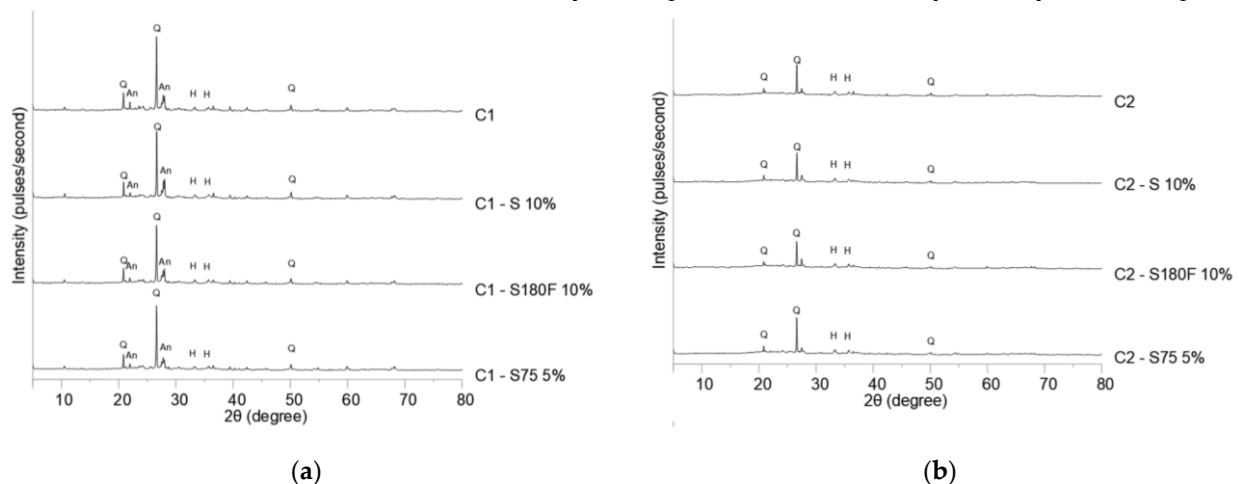 Intensity (pulses/second)
Q
Q
An
An
H
H
Q
C1
Q
Q
An
An
H
H
Q
C1 - S 10%
Q
Q
An
An
H
H
Q
C1 - S180F 10%
Q
Q
An
An
H
H
Q
C1 - S75 5%
10 20 30 40 50 60 70 80
2θ (degree)
(a)
Intensity (pulses/second)
Q
Q
H
H
Q
C2
Q
Q
H
H
Q
C2 - S 10%
Q
Q
H
H
Q
C2 - S180F 10%
Q
Q
H
H
Q
C2 - S75 5%
10 20 30 40 50 60 70 80
2θ (degree)
(b)